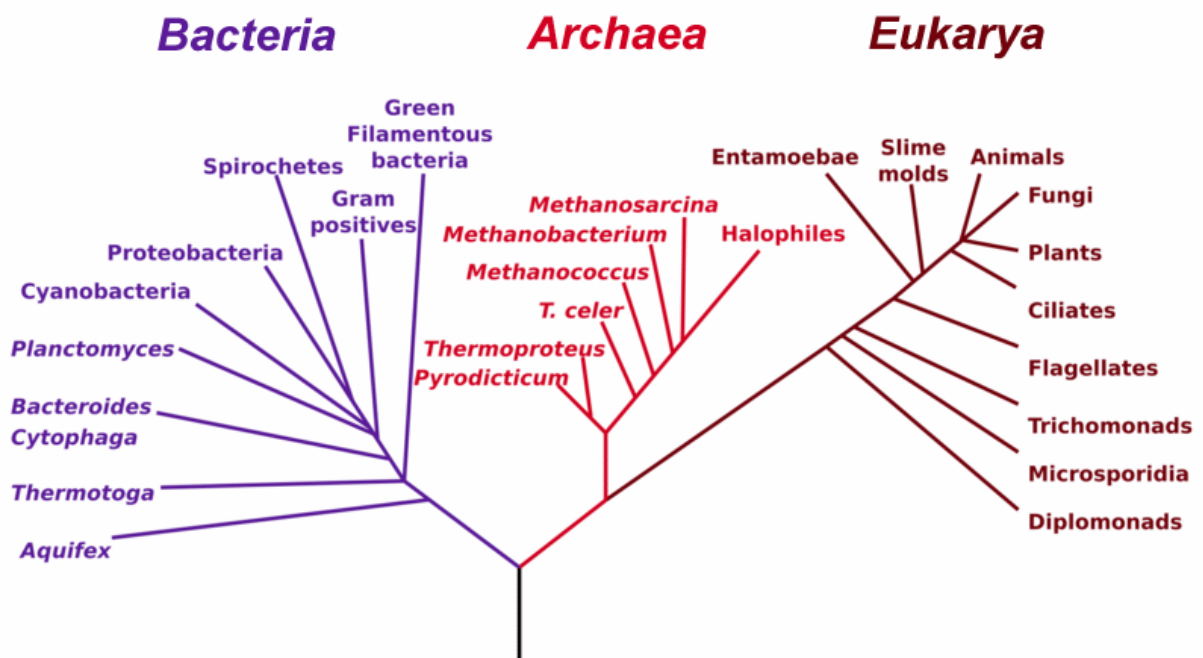 Bacteria
Archaea
Eukarya
Green
Filamentous
bacteria
Spirochetes
Gram
positives
Proteobacteria
Cyanobacteria
Planctomyces
Bacteroides
Cytophaga
Thermotoga
Aquifex
Methanosarcina
Methanobacterium
Halophiles
Methanococcus
T. celer
Thermoproteus
Pyrodicticum
Entamoebae
Slime
molds
Animals
Fungi
Plants
Ciliates
Flagellates
Trichomonads
Microsporidia
Diplomonads